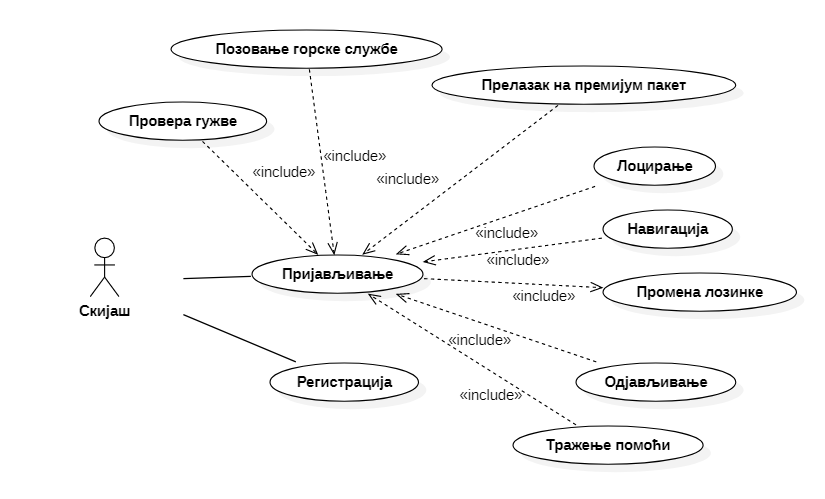 Позовање горске службе
Прелазак на премијум пакет
Провера гужве
«include»
«include»
«include»
Лоцирање
Навигација
«include»
«include»
Пријављивање
Промена лозинке
«include»
Скијаш
«include»
Регистрација
Одјављивање
«include»
Тражење помоћи